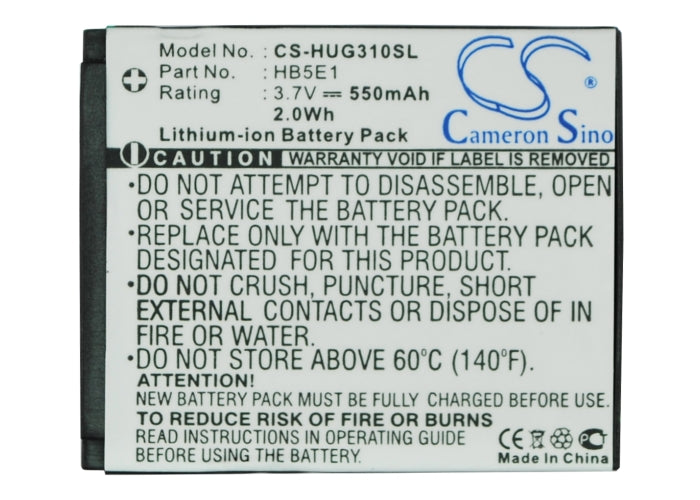 Model No. : CS-HUG310SL
Part No. : HB5E1
Rating : 3.7V 550mAh
2.0Wh
Lithium-ion Battery Pack
CS
®
Cameron Sino
CAUTION WARRANTY VOID IF LABEL IS REMOVED
•DO NOT ATTEMPT TO DISASSEMBLE, OPEN
OR SERVICE THE BATTERY PACK.
•REPLACE ONLY WITH THE BATTERY PACK
DESIGNATED FOR THIS PRODUCT.
•DO NOT CRUSH, PUNCTURE, SHORT
EXTERNAL CONTACTS, OR DISPOSE OF IN
FIRE OR WATER.
•DO NOT STORE ABOVE 60°C (140°F).
ATTENTION!
NEW BATTERY PACK MUST BE FULLY CHARGED BEFORE USE.
TO REDUCE RISK OF FIRE OR BURNS
READ INSTRUCTIONS IN OPERATING GUIDE
SUPPLIED WITH BATTERY.
CE
Made in China